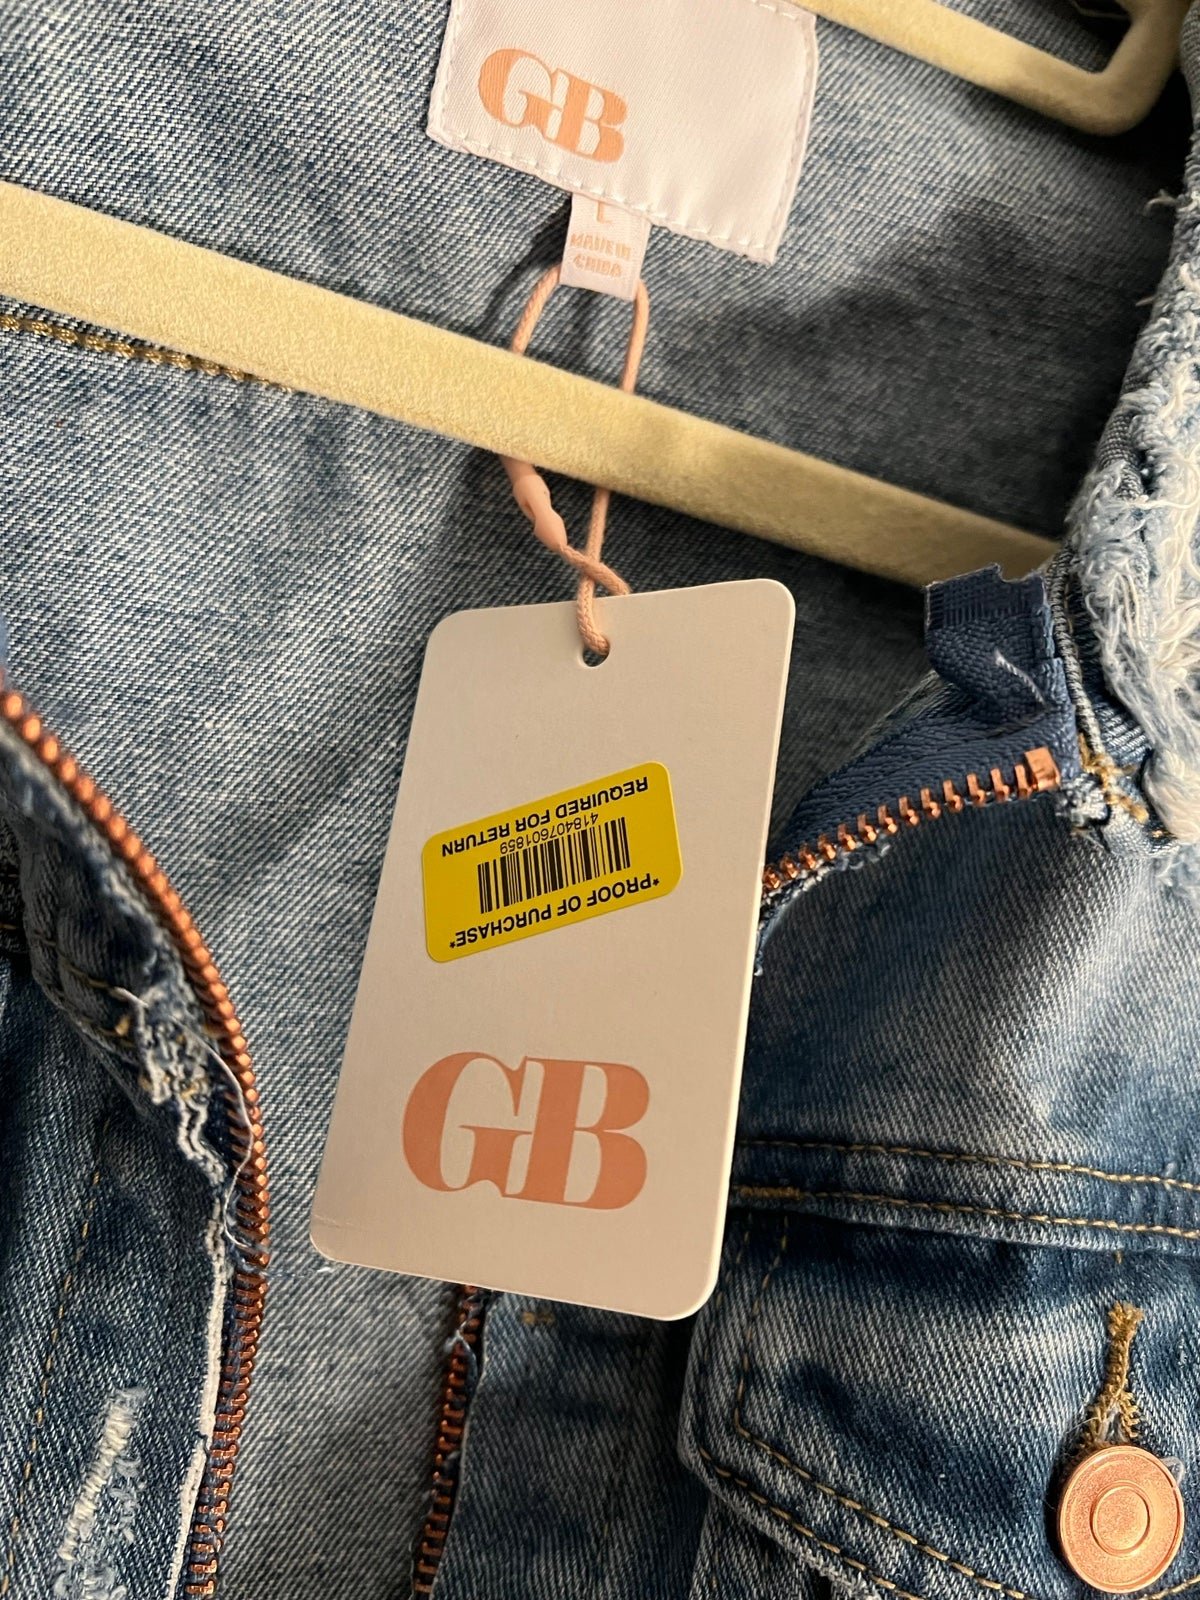 GB
L
MADE IN
CHINA
*PROOF OF PURCHASE*
418407601859
REQUIRED FOR RETURN
GB